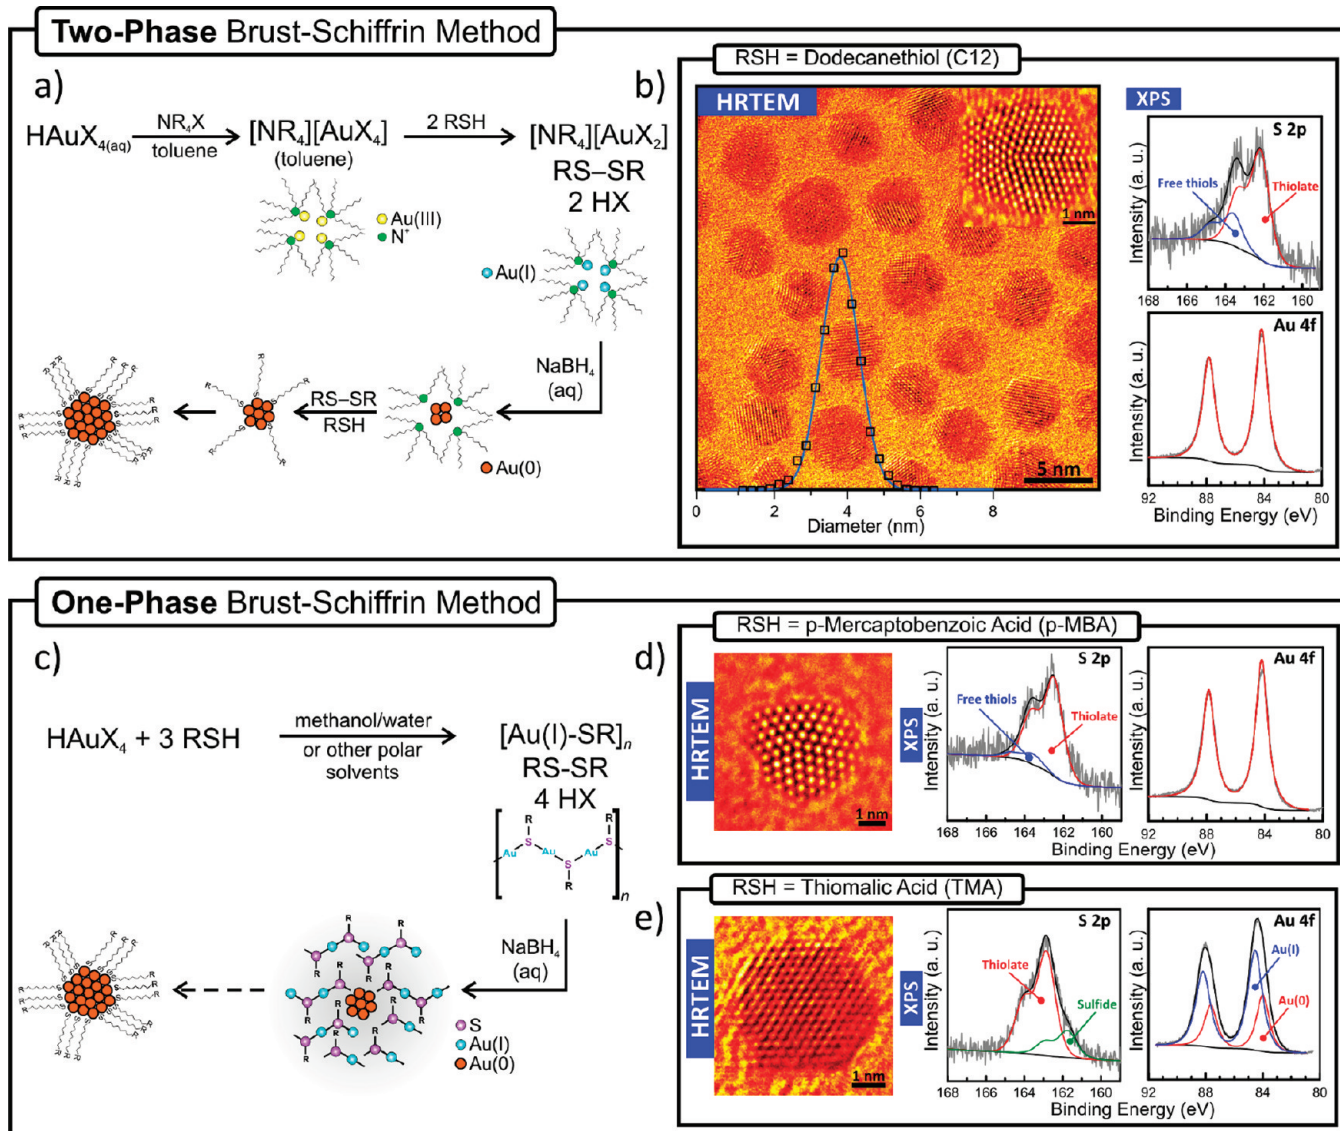 Two-Phase Brust-Schiffrin Method
a)
HAuX4(aq)
NR4X
toluene
[NR4][AuX4]
(toluene)
2 RSH
[NR4][AuX2]
RS–SR
2 HX
Au(III)
N+
Au(I)
NaBH4
(aq)
RS–SR
RSH
Au(0)
b)
RSH = Dodecanethiol (C12)
HRTEM
1 nm
5 nm
0 2 4 6 8
Diameter (nm)
XPS
S 2p
Free thiols
Thiolate
Intensity (a. u.)
168 166 164 162 160
Au 4f
Intensity (a. u.)
92 88 84 80
Binding Energy (eV)
One-Phase Brust-Schiffrin Method
c)
HAuX4 + 3 RSH
methanol/water
or other polar
solvents
[Au(I)-SR]n
RS-SR
4 HX
R R
S S
Au Au Au
S
R
n
NaBH4
(aq)
S
Au(I)
Au(0)
d)
RSH = p-Mercaptobenzoic Acid (p-MBA)
HRTEM
1 nm
XPS
S 2p
Free thiols
Thiolate
Intensity (a. u.)
168 166 164 162 160
Au 4f
Intensity (a. u.)
92 88 84 80
Binding Energy (eV)
e)
RSH = Thiomalic Acid (TMA)
HRTEM
1 nm
XPS
S 2p
Thiolate
Sulfide
Intensity (a. u.)
168 166 164 162 160
Au 4f
Au(I)
Au(0)
Intensity (a. u.)
92 88 84 80
Binding Energy (eV)